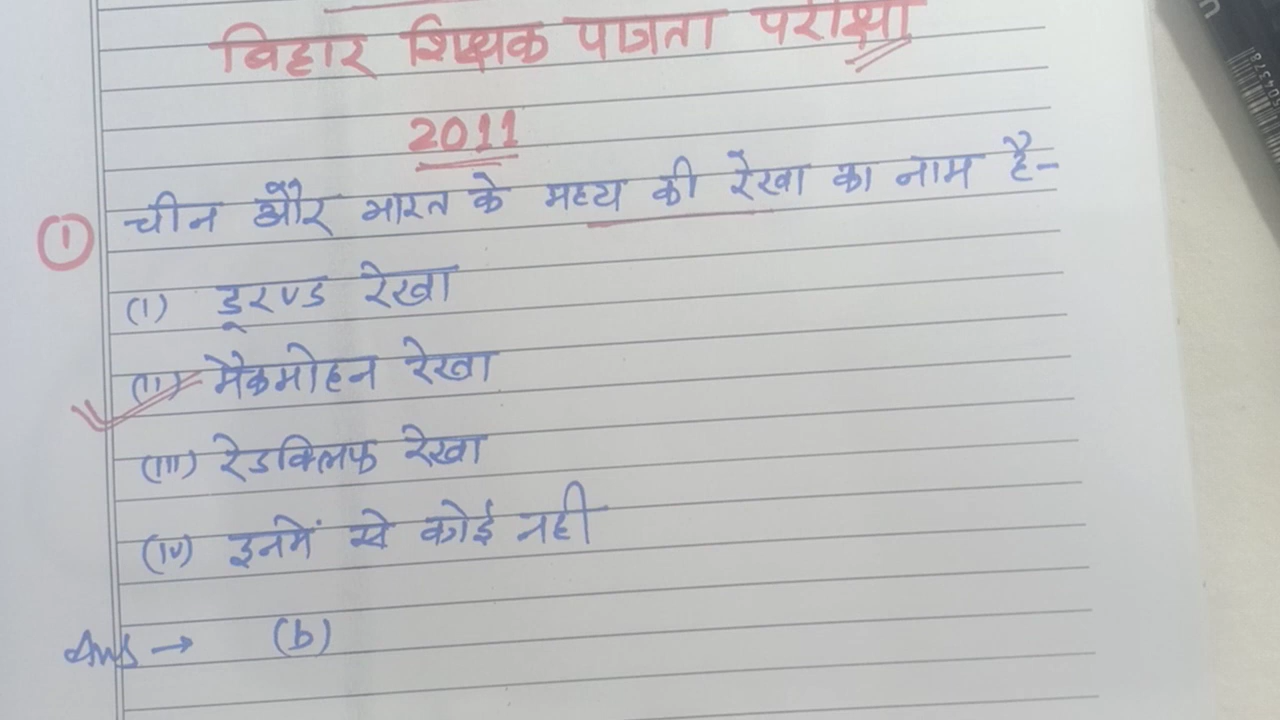 बिहार शिक्षक पात्रता परीक्षा
2011
① चीन और भारत के मध्य की रेखा का नाम है-
(I) डूरण्ड रेखा
(II) मैकमोहन रेखा
(III) रेडक्लिफ रेखा
(IV) इनमें से कोई नही
Ans → (b)